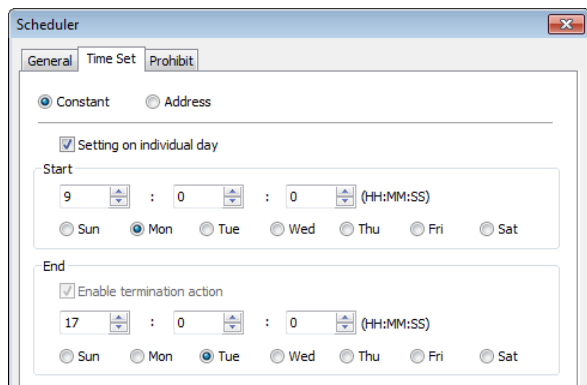 Scheduler
General Time Set Prohibit
Constant Address
Setting on individual day
Start
9 : 0 : 0 (HH:MM:SS)
Sun Mon Tue Wed Thu Fri Sat
End
Enable termination action
17 : 0 : 0 (HH:MM:SS)
Sun Mon Tue Wed Thu Fri Sat